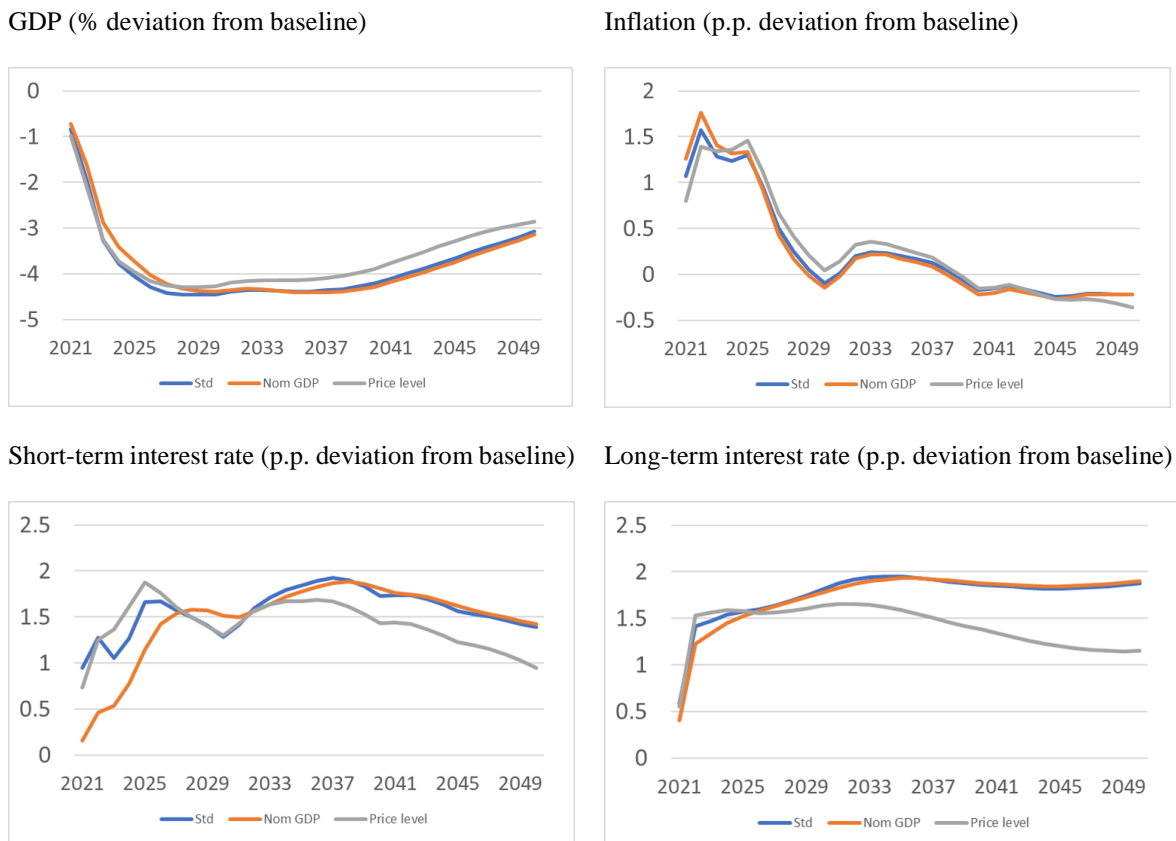 GDP (% deviation from baseline)
0
-1
-2
-3
-4
-5
2021 2025 2029 2033 2037 2041 2045 2049
Std Nom GDP Price level
Inflation (p.p. deviation from baseline)
2
1.5
1
0.5
0
-0.5
2021 2025 2029 2033 2037 2041 2045 2049
Std Nom GDP Price level
Short-term interest rate (p.p. deviation from baseline)
2.5
2
1.5
1
0.5
0
2021 2025 2029 2033 2037 2041 2045 2049
Std Nom GDP Price level
Long-term interest rate (p.p. deviation from baseline)
2.5
2
1.5
1
0.5
0
2021 2025 2029 2033 2037 2041 2045 2049
Std Nom GDP Price level